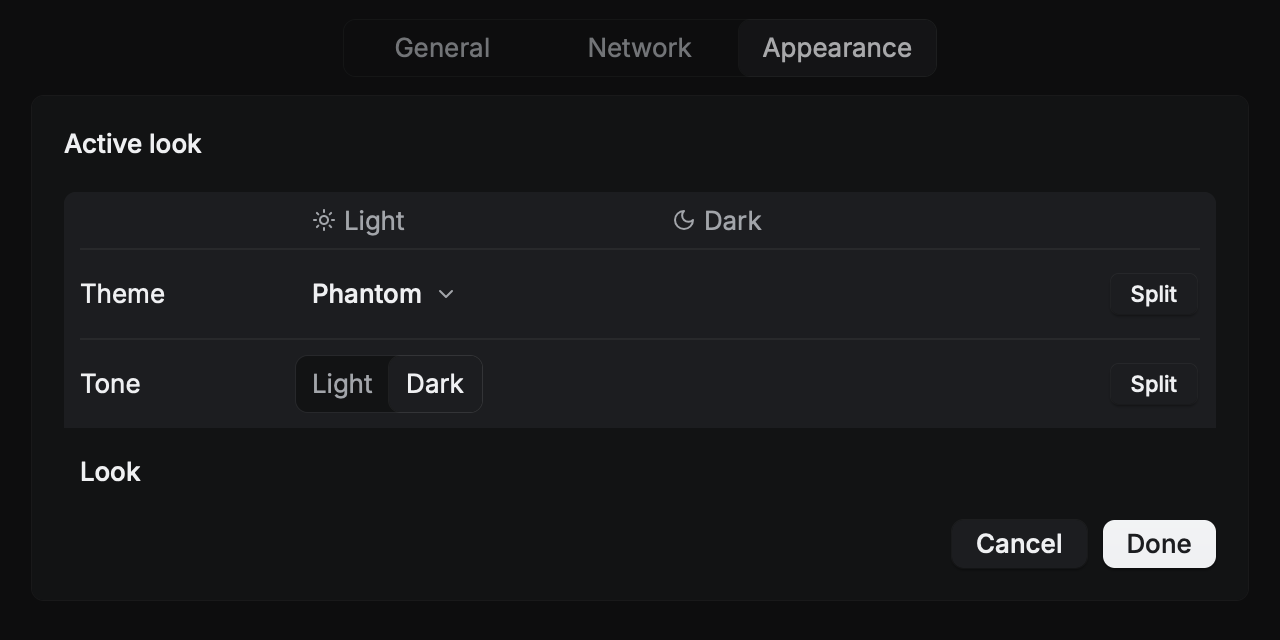 General Network Appearance
Active look
Light Dark
Theme Phantom Split
Tone Light Dark Split
Look
Cancel Done